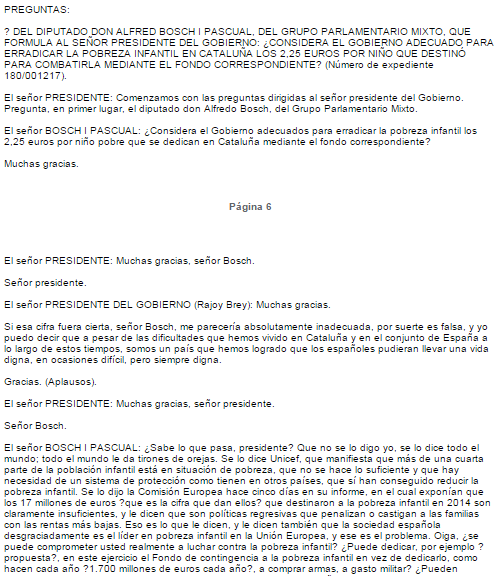 PREGUNTAS:
? DEL DIPUTADO DON ALFRED BOSCH I PASCUAL, DEL GRUPO PARLAMENTARIO MIXTO, QUE
FORMULA AL SEÑOR PRESIDENTE DEL GOBIERNO: ¿CONSIDERA EL GOBIERNO ADECUADO PARA
ERRADICAR LA POBREZA INFANTIL EN CATALUÑA LOS 2,25 EUROS POR NIÑO QUE DESTINÓ
PARA COMBATIRLA MEDIANTE EL FONDO CORRESPONDIENTE? (Número de expediente
180/001217).
El señor PRESIDENTE: Comenzamos con las preguntas dirigidas al señor presidente del Gobierno.
Pregunta, en primer lugar, el diputado don Alfredo Bosch, del Grupo Parlamentario Mixto.
El señor BOSCH I PASCUAL: ¿Considera el Gobierno adecuados para erradicar la pobreza infantil los
2,25 euros por niño pobre que se dedican en Cataluña mediante el fondo correspondiente?
Muchas gracias.
Página 6
El señor PRESIDENTE: Muchas gracias, señor Bosch.
Señor presidente.
El señor PRESIDENTE DEL GOBIERNO (Rajoy Brey): Muchas gracias.
Si esa cifra fuera cierta, señor Bosch, me parecería absolutamente inadecuada, por suerte es falsa, y yo
puedo decir que a pesar de las dificultades que hemos vivido en Cataluña y en el conjunto de España a
lo largo de estos tiempos, somos un país que hemos logrado que los españoles pudieran llevar una vida
digna, en ocasiones difícil, pero siempre digna.
Gracias. (Aplausos).
El señor PRESIDENTE: Muchas gracias, señor presidente.
Señor Bosch.
El señor BOSCH I PASCUAL: ¿Sabe lo que pasa, presidente? Que no se lo digo yo, se lo dice todo el
mundo; todo el mundo le da tirones de orejas. Se lo dice Unicef, que manifiesta que más de una cuarta
parte de la población infantil está en situación de pobreza, que no se hace lo suficiente y que hay
necesidad de un sistema de protección como tienen en otros países, que sí han conseguido reducir la
pobreza infantil. Se lo dijo la Comisión Europea hace cinco días en su informe, en el cual exponían que
los 17 millones de euros ?que es la cifra que dan ellos? que destinaron a la pobreza infantil en 2014 son
claramente insuficientes, y le dicen que son políticas regresivas que penalizan o castigan a las familias
con las rentas más bajas. Eso es lo que le dicen, y le dicen también que la sociedad española
desgraciadamente es el líder en pobreza infantil en la Unión Europea, y ese es el problema. Oiga, ¿se
puede comprometer usted realmente a luchar contra la pobreza infantil? ¿Puede dedicar, por ejemplo ?
propuesta?, en este ejercicio el Fondo de contingencia a la pobreza infantil en vez de dedicarlo, como
hacen cada año ?1.700 millones de euros cada año?, a comprar armas, a gasto militar? ¿Pueden